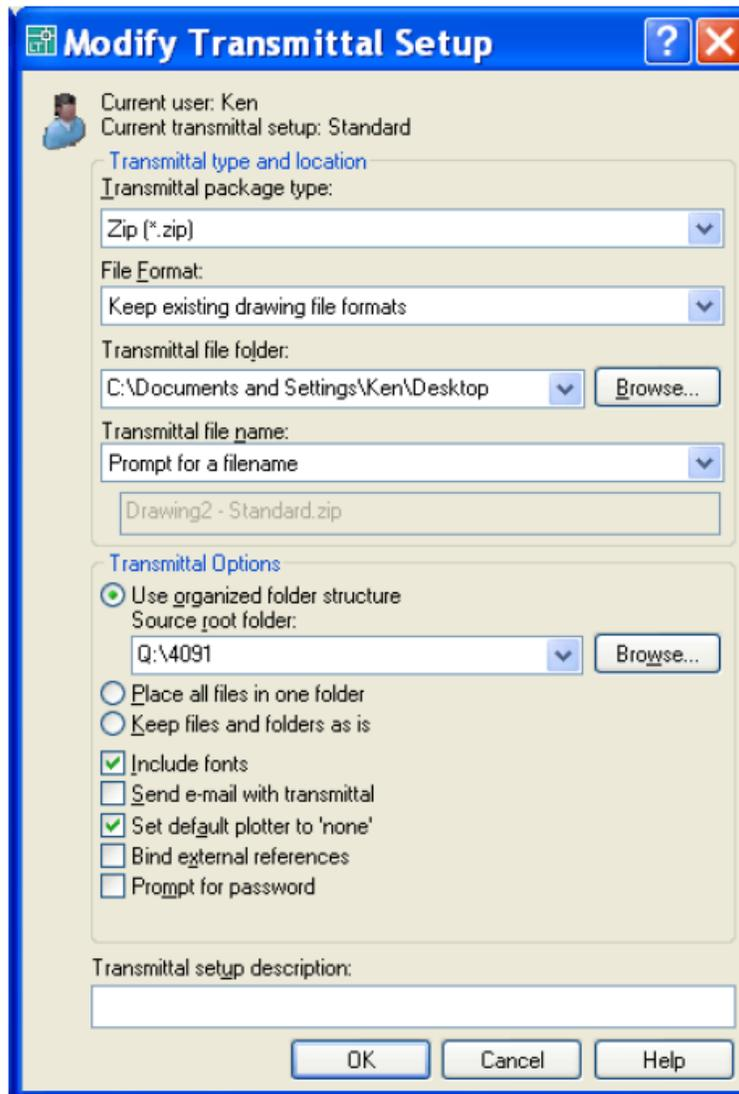 LT
Modify Transmittal Setup
Current user: Ken
Current transmittal setup: Standard
Transmittal type and location
Transmittal package type:
Zip (*.zip)
File Format:
Keep existing drawing file formats
Transmittal file folder:
C:\Documents and Settings\Ken\Desktop
Browse...
Transmittal file name:
Prompt for a filename
Drawing2 - Standard.zip
Transmittal Options
Use organized folder structure
Source root folder:
Q:\4091
Browse...
Place all files in one folder
Keep files and folders as is
Include fonts
Send e-mail with transmittal
Set default plotter to 'none'
Bind external references
Prompt for password
Transmittal setup description:
OK Cancel Help